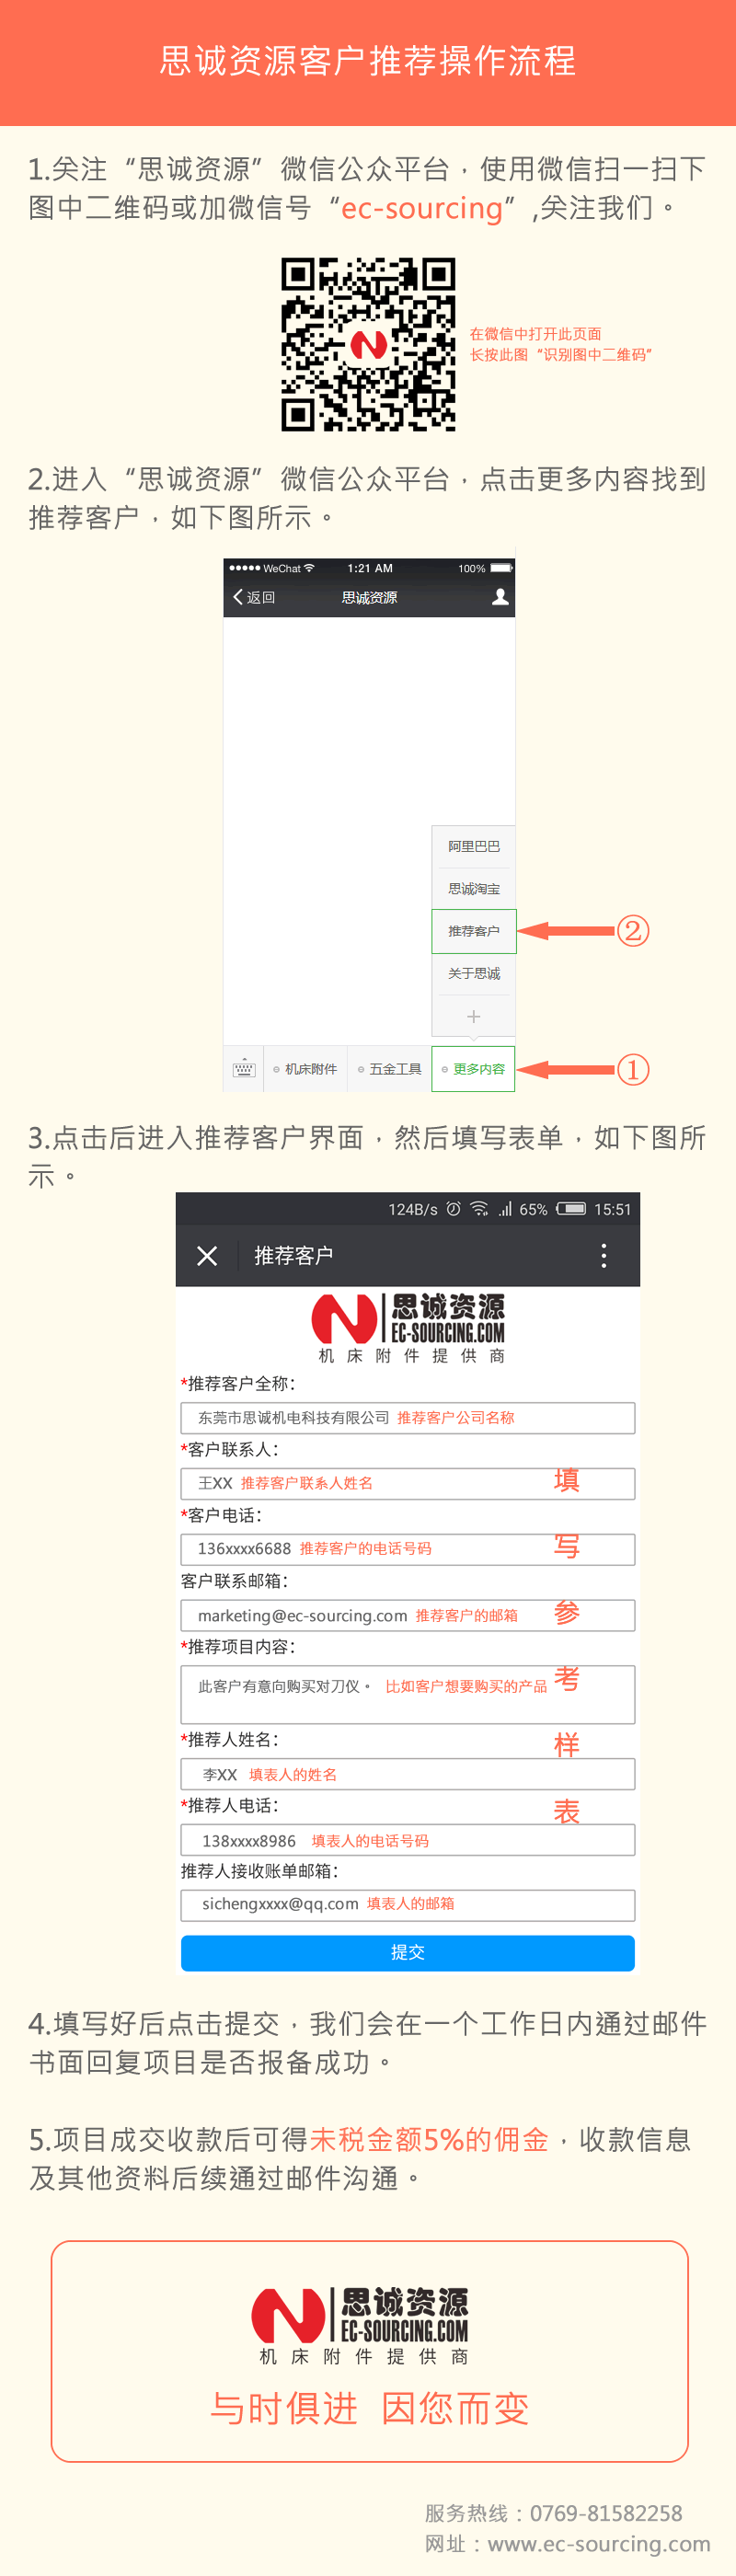 思诚资源客户推荐操作流程
1.关注“思诚资源”微信公众平台，使用微信扫一扫下
图中二维码或加微信号“ec-sourcing”,关注我们。
在微信中打开此页面
长按此图“识别图中二维码”
2.进入“思诚资源”微信公众平台，点击更多内容找到
推荐客户，如下图所示。
WeChat 1:21 AM 100%
返回 思诚资源
阿里巴巴
思诚淘宝
推荐客户 ②
关于思诚
+
机床附件 五金工具 更多内容 ①
3.点击后进入推荐客户界面，然后填写表单，如下图所
示。
124B/s 65% 15:51
推荐客户
思诚资源
EC-SOURCING.COM
机床附件提供商
*推荐客户全称：
东莞市思诚机电科技有限公司 推荐客户公司名称
*客户联系人：
王XX 推荐客户联系人姓名 填
*客户电话：
136xxxx6688 推荐客户的电话号码 写
客户联系邮箱：
marketing@ec-sourcing.com 推荐客户的邮箱 参
*推荐项目内容：
此客户有意向购买对刀仪。 比如客户想要购买的产品 考
*推荐人姓名： 样
李XX 填表人的姓名
*推荐人电话： 表
138xxxx8986 填表人的电话号码
推荐人接收账单邮箱：
sichengxxxx@qq.com 填表人的邮箱
提交
4.填写好后点击提交，我们会在一个工作日内通过邮件
书面回复项目是否报备成功。
5.项目成交收款后可得未税金额5%的佣金，收款信息
及其他资料后续通过邮件沟通。
思诚资源
EC-SOURCING.COM
机床附件提供商
与时俱进 因您而变
服务热线：0769-81582258
网址：www.ec-sourcing.com